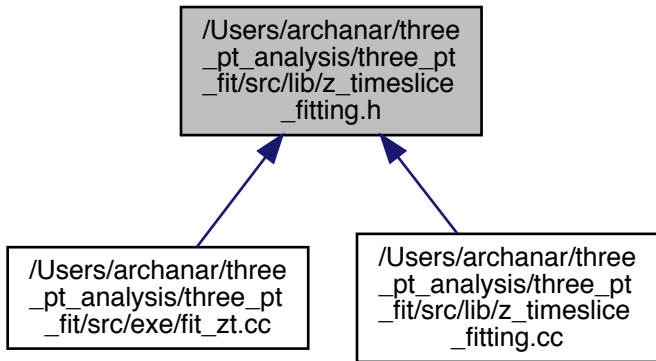 /Users/archanar/three
_pt_analysis/three_pt
_fit/src/lib/z_timeslice
_fitting.h
/Users/archanar/three
_pt_analysis/three_pt
_fit/src/exe/fit_zt.cc
/Users/archanar/three
_pt_analysis/three_pt
_fit/src/lib/z_timeslice
_fitting.cc